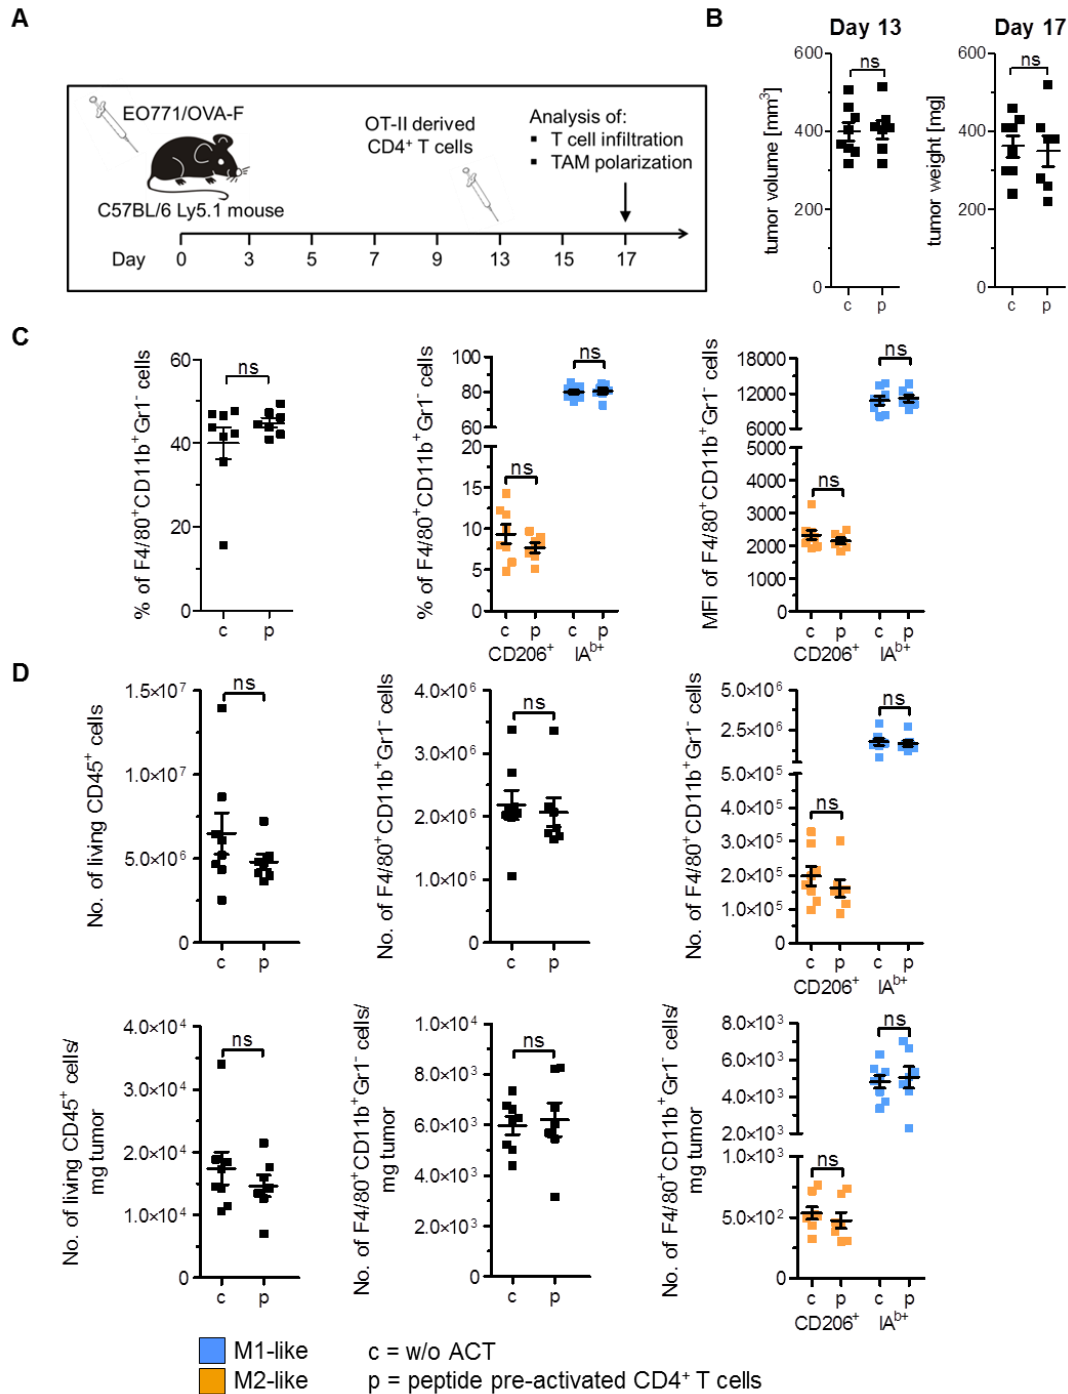 A
EO771/OVA-F
C57BL/6 Ly5.1 mouse
OT-II derived
CD4⁺ T cells
Analysis of:
▪ T cell infiltration
▪ TAM polarization
Day 0 3 5 7 9 13 15 17
B
Day 13
tumor volume [mm³]
600
400
200
0
ns
c p
Day 17
tumor weight [mg]
600
400
200
0
ns
c p
C
% of F4/80⁺CD11b⁺Gr1⁻ cells
60
40
20
0
ns
c p
% of F4/80⁺CD11b⁺Gr1⁻ cells
100
80
60
20
15
10
5
0
ns
ns
c p c p
CD206⁺ IAᵇ⁺
MFI of F4/80⁺CD11b⁺Gr1⁻ cells
18000
12000
6000
5000
4000
3000
2000
1000
0
ns
ns
c p c p
CD206⁺ IAᵇ⁺
D
No. of living CD45⁺ cells
1.5×10⁷
1.0×10⁷
5.0×10⁶
0
ns
c p
No. of F4/80⁺CD11b⁺Gr1⁻ cells
4.0×10⁶
3.0×10⁶
2.0×10⁶
1.0×10⁶
0
ns
c p
No. of F4/80⁺CD11b⁺Gr1⁻ cells
5.0×10⁶
2.5×10⁶
5.0×10⁵
4.0×10⁵
3.0×10⁵
2.0×10⁵
1.0×10⁵
0
ns
ns
c p c p
CD206⁺ IAᵇ⁺
No. of living CD45⁺ cells/
mg tumor
4.0×10⁴
3.0×10⁴
2.0×10⁴
1.0×10⁴
0
ns
c p
No. of F4/80⁺CD11b⁺Gr1⁻ cells/
mg tumor
1.0×10⁴
8.0×10³
6.0×10³
4.0×10³
2.0×10³
0
ns
c p
No. of F4/80⁺CD11b⁺Gr1⁻ cells/
mg tumor
8.0×10³
6.0×10³
4.0×10³
2.0×10³
1.0×10³
5.0×10²
0
ns
ns
c p c p
CD206⁺ IAᵇ⁺
M1-like
M2-like
c = w/o ACT
p = peptide pre-activated CD4⁺ T cells